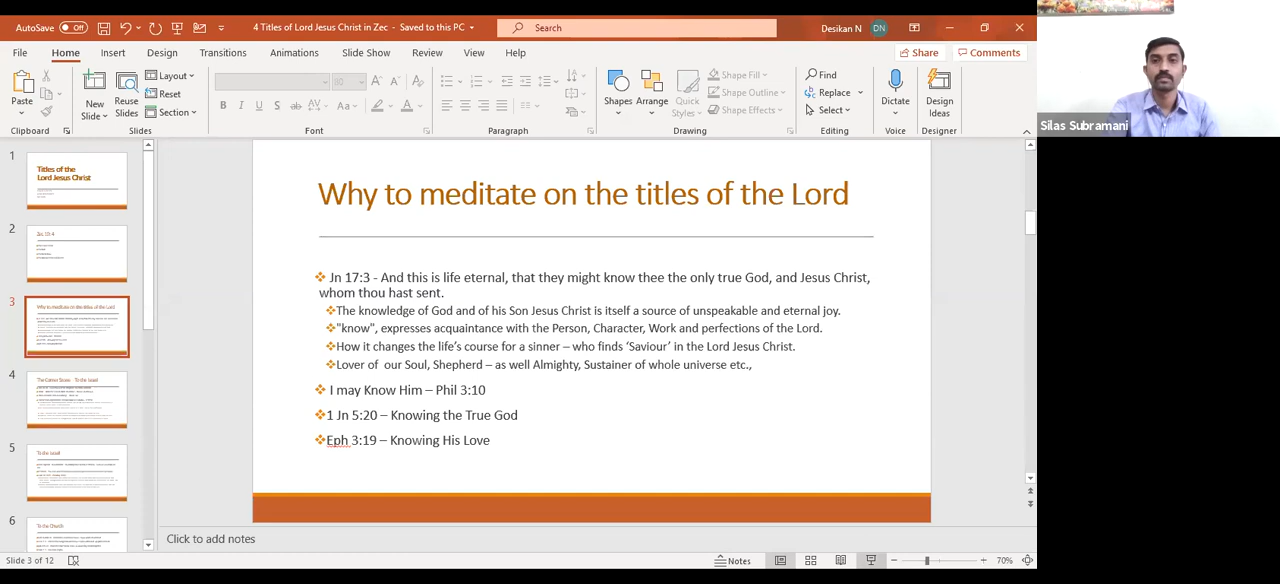 AutoSave Off 4 Titles of Lord Jesus Christ in Zec - Saved to this PC Search Desikan N DN
File Home Insert Design Transitions Animations Slide Show Review View Help Share Comments
Paste New Slide Reuse Slides Layout Reset Section 80 Shapes Arrange Quick Styles Shape Fill Shape Outline Shape Effects Find Replace Select Dictate Design Ideas
Clipboard Slides Font Paragraph Drawing Editing Voice Designer
Silas Subramani
1
Titles of the
Lord Jesus Christ
2
3
Why to meditate on the titles of the Lord
4
5
To the Israel
6
To the Church
Why to meditate on the titles of the Lord
Jn 17:3 - And this is life eternal, that they might know thee the only true God, and Jesus Christ,
whom thou hast sent.
The knowledge of God and of his Son Jesus Christ is itself a source of unspeakable and eternal joy.
"know", expresses acquaintance with the Person, Character, Work and perfections of the Lord.
How it changes the life's course for a sinner – who finds 'Saviour' in the Lord Jesus Christ.
Lover of our Soul, Shepherd – as well Almighty, Sustainer of whole universe etc.,
I may Know Him – Phil 3:10
1 Jn 5:20 – Knowing the True God
Eph 3:19 – Knowing His Love
Click to add notes
Slide 3 of 12 Notes 70%